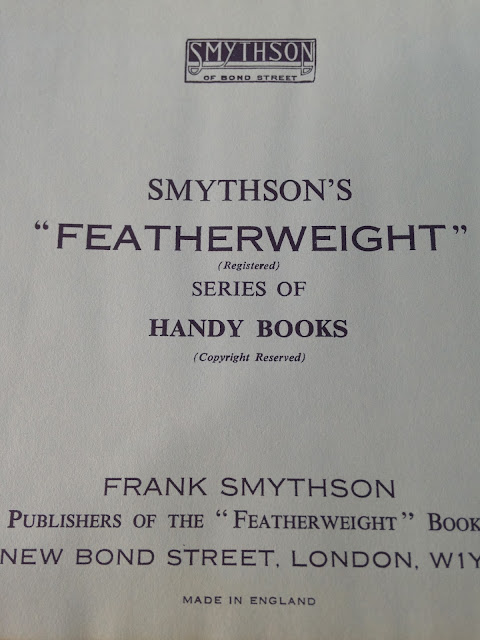 SMYTHSON
OF BOND STREET
SMYTHSON'S
"FEATHERWEIGHT"
(Registered)
SERIES OF
HANDY BOOKS
(Copyright Reserved)
FRANK SMYTHSON
PUBLISHERS OF THE "FEATHERWEIGHT" BOOK
NEW BOND STREET, LONDON, W1Y
MADE IN ENGLAND